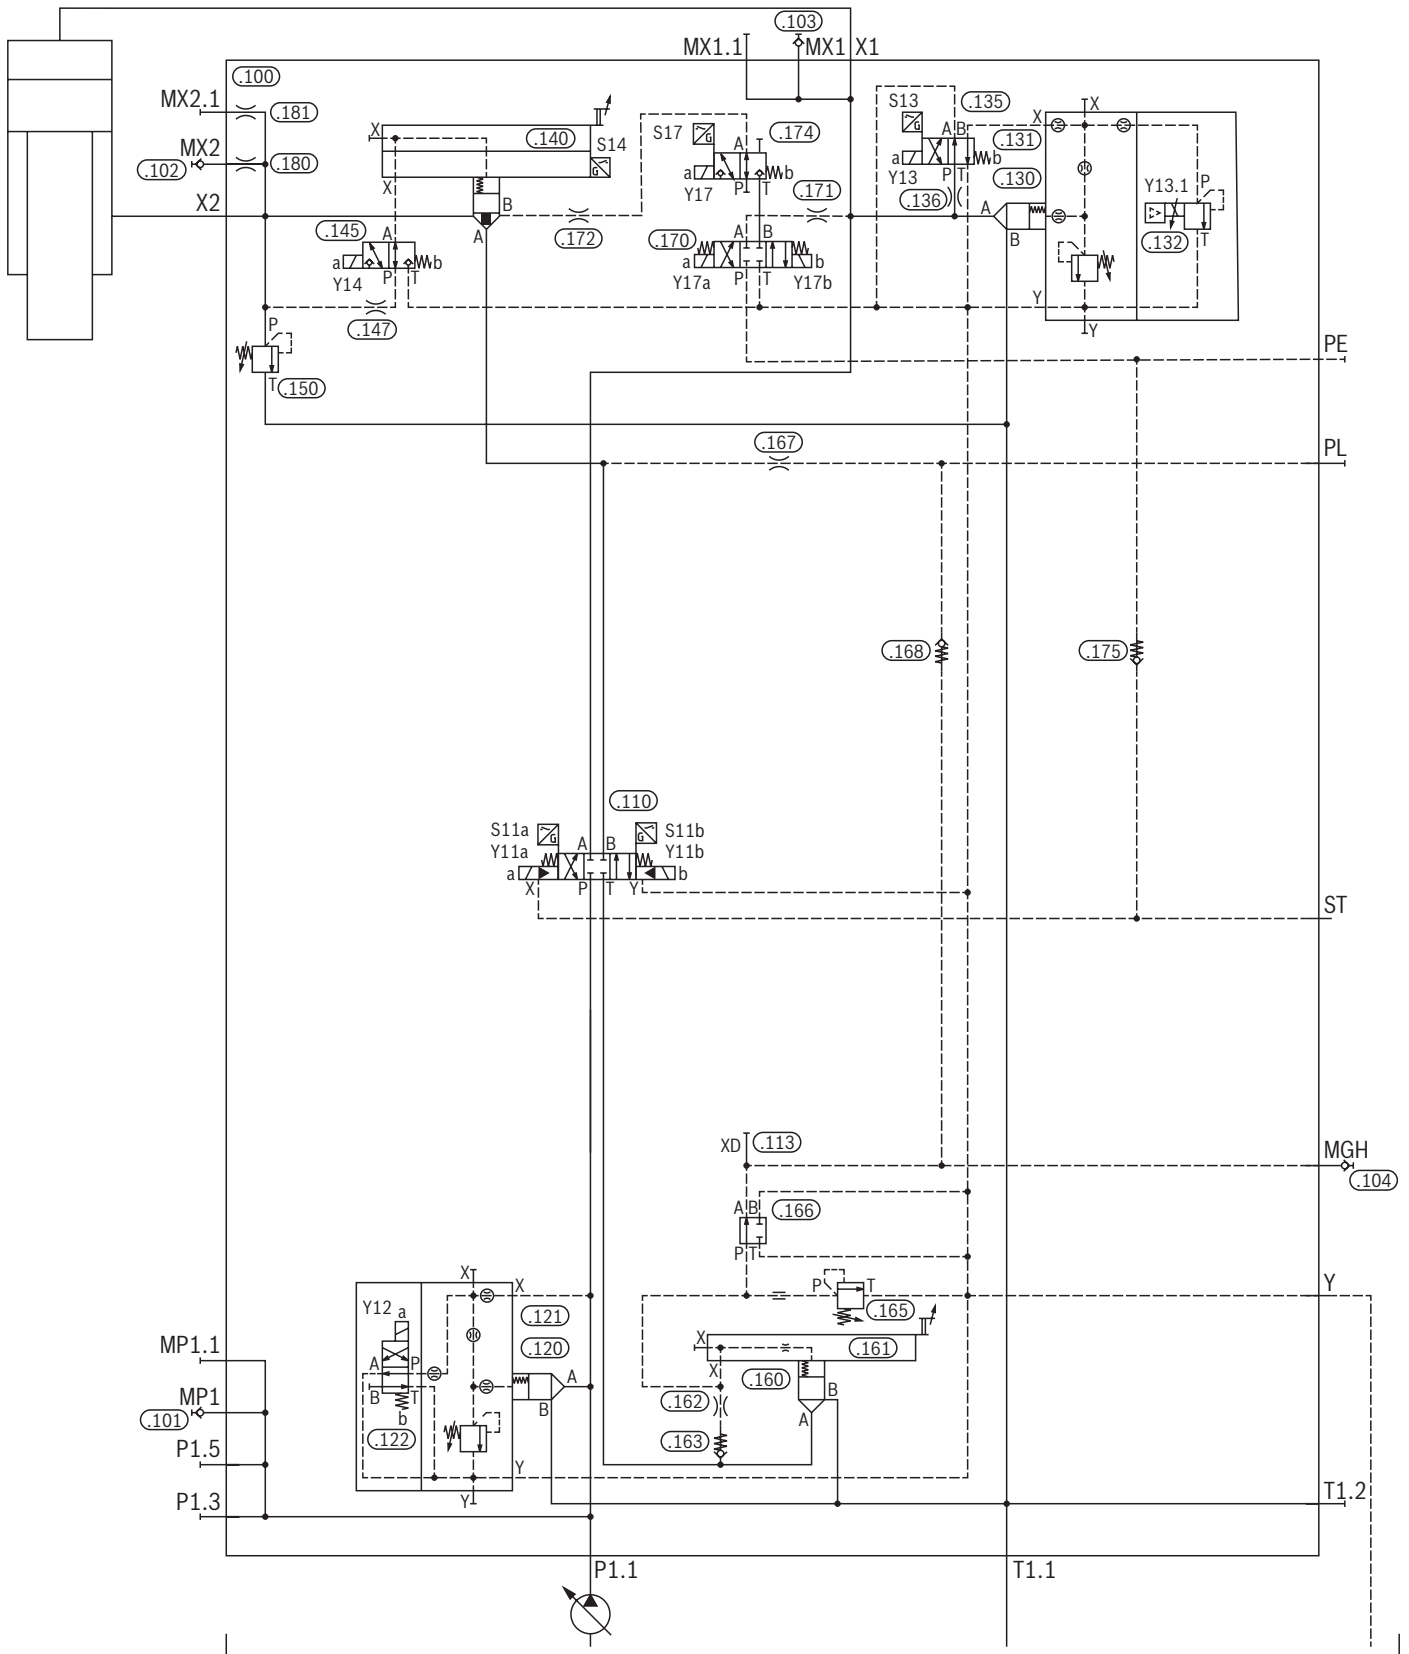 .103
MX1.1
MX1
X1
.100
MX2.1
.181
MX2
.102
.180
X2
X
.140
S14
X
B
A
.145
A
a
b
P
T
Y14
.147
.172
P
T
.150
S17
.174
A
a
b
P
T
Y17
.171
.170
A
B
a
b
P
T
Y17a
Y17b
S13
.135
A
B
a
b
P
T
Y13
.136
.131
.130
X
X
A
B
Y13.1
P
T
.132
Y
Y
PE
.167
PL
.168
.175
.110
S11a
S11b
A
B
Y11a
Y11b
a
b
X
P
T
Y
ST
XD
.113
MGH
.104
A
B
.166
P
T
P
T
.165
Y
X
.161
X
.160
B
A
.162
.163
Y12
a
X
X
.121
.120
A
P
B
T
b
.122
A
B
Y
Y
MP1.1
MP1
.101
P1.5
P1.3
T1.2
P1.1
T1.1